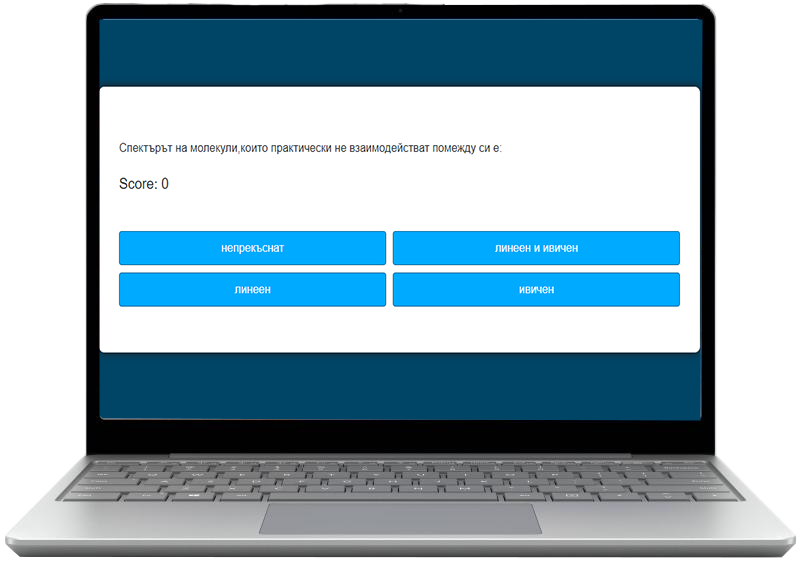 Спектърът на молекули,които практически не взаимодействат помежду си е:
Score: 0
непрекъснат
линеен и ивичен
линеен
ивичен